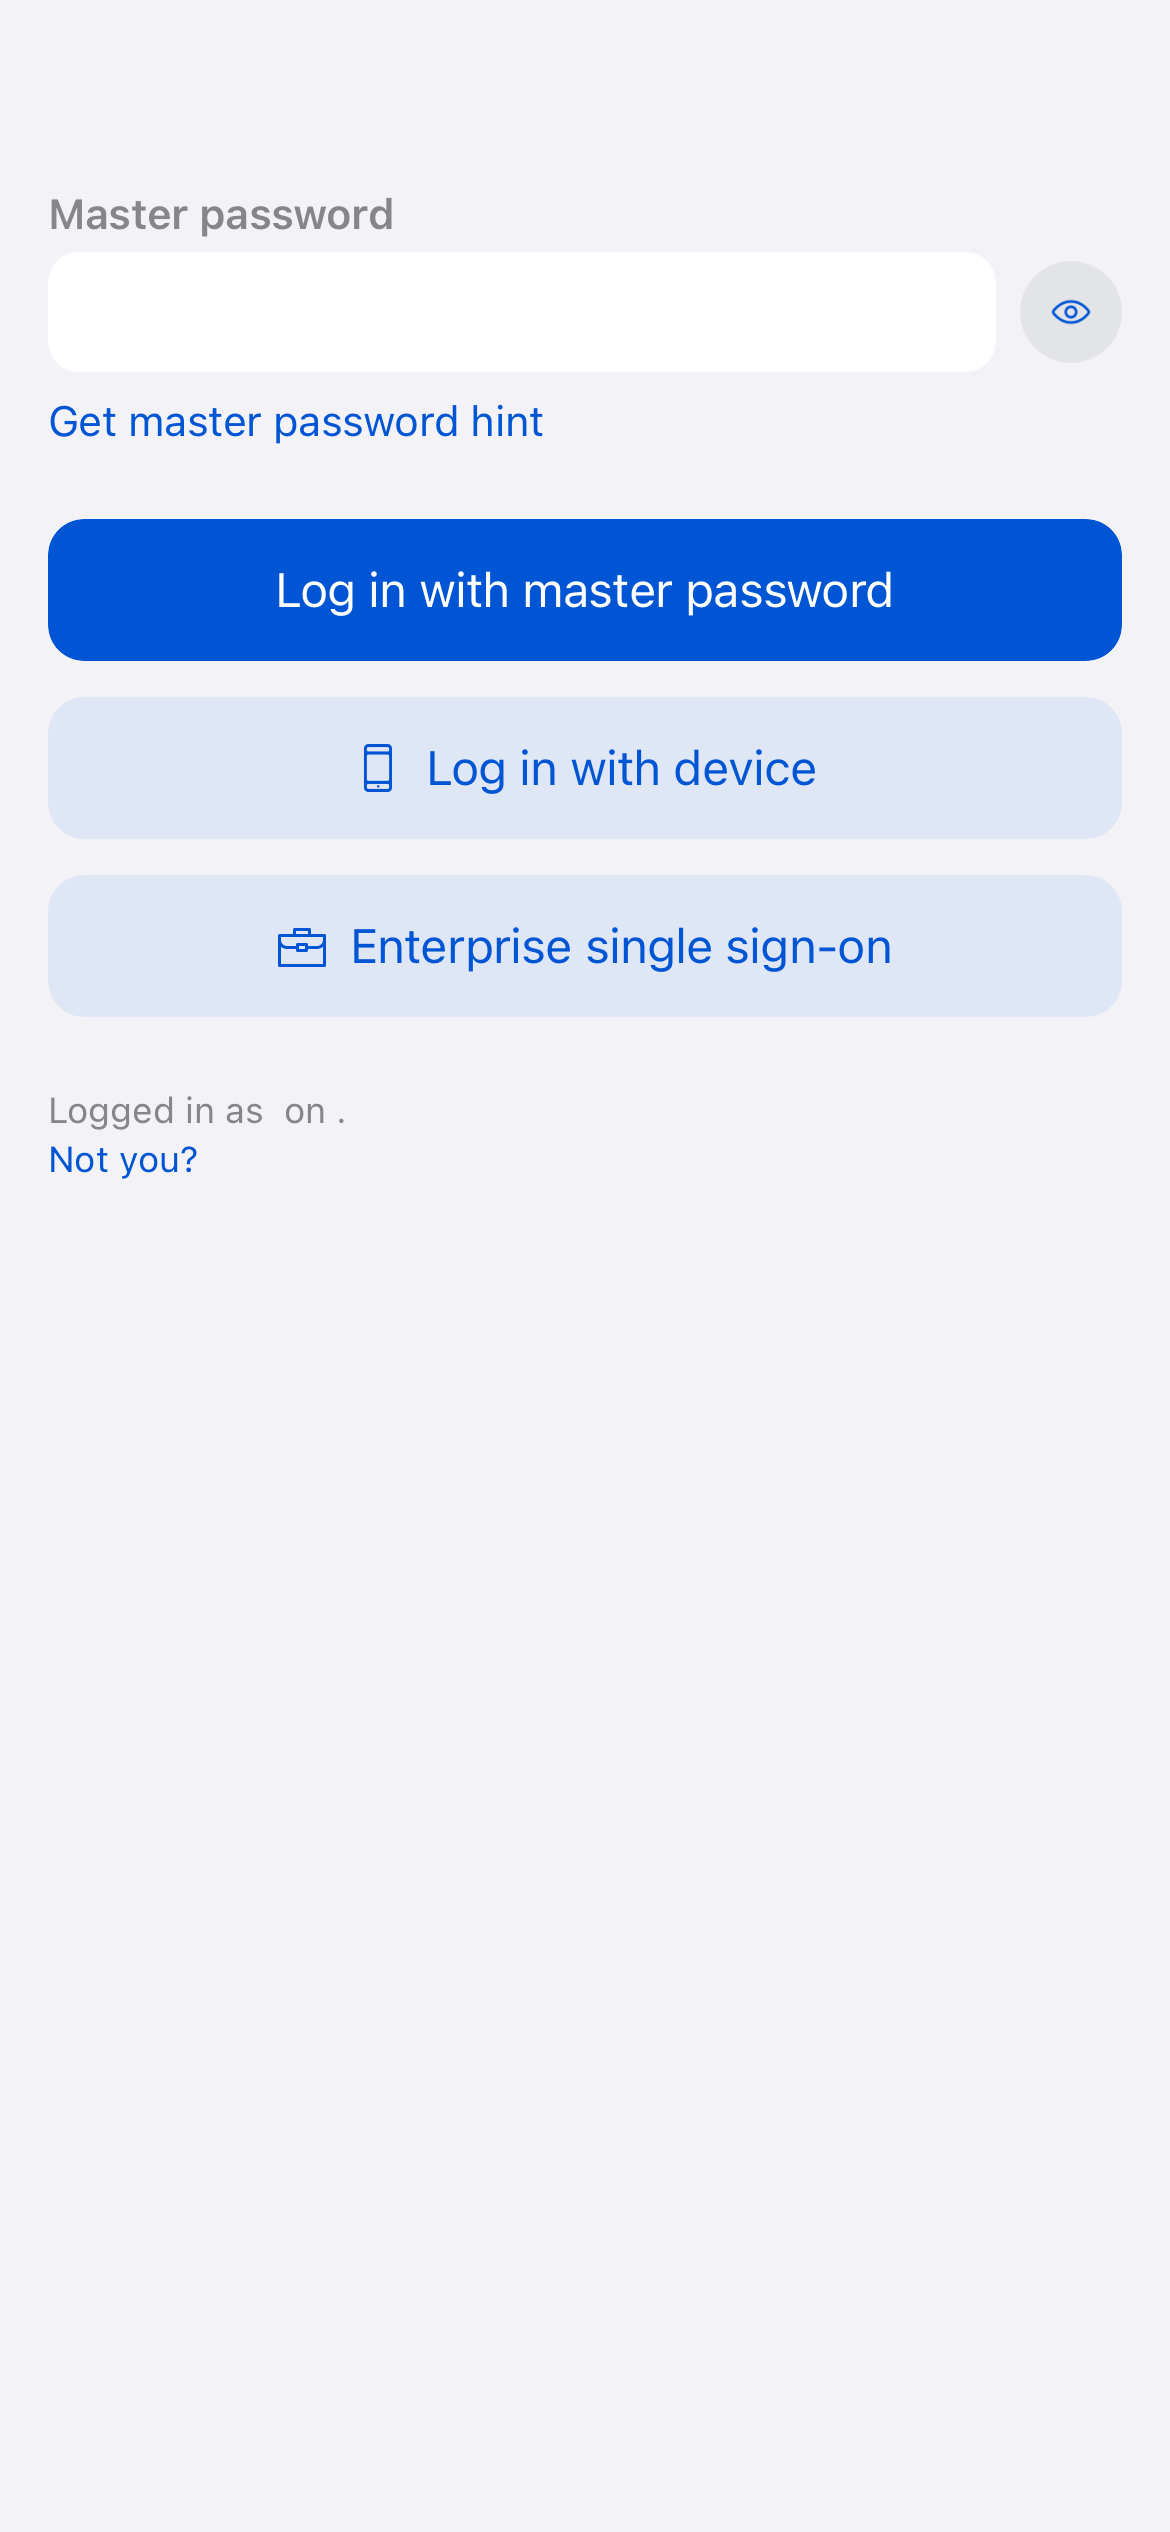 Master password
Get master password hint
Log in with master password
Log in with device
Enterprise single sign-on
Logged in as  on .
Not you?